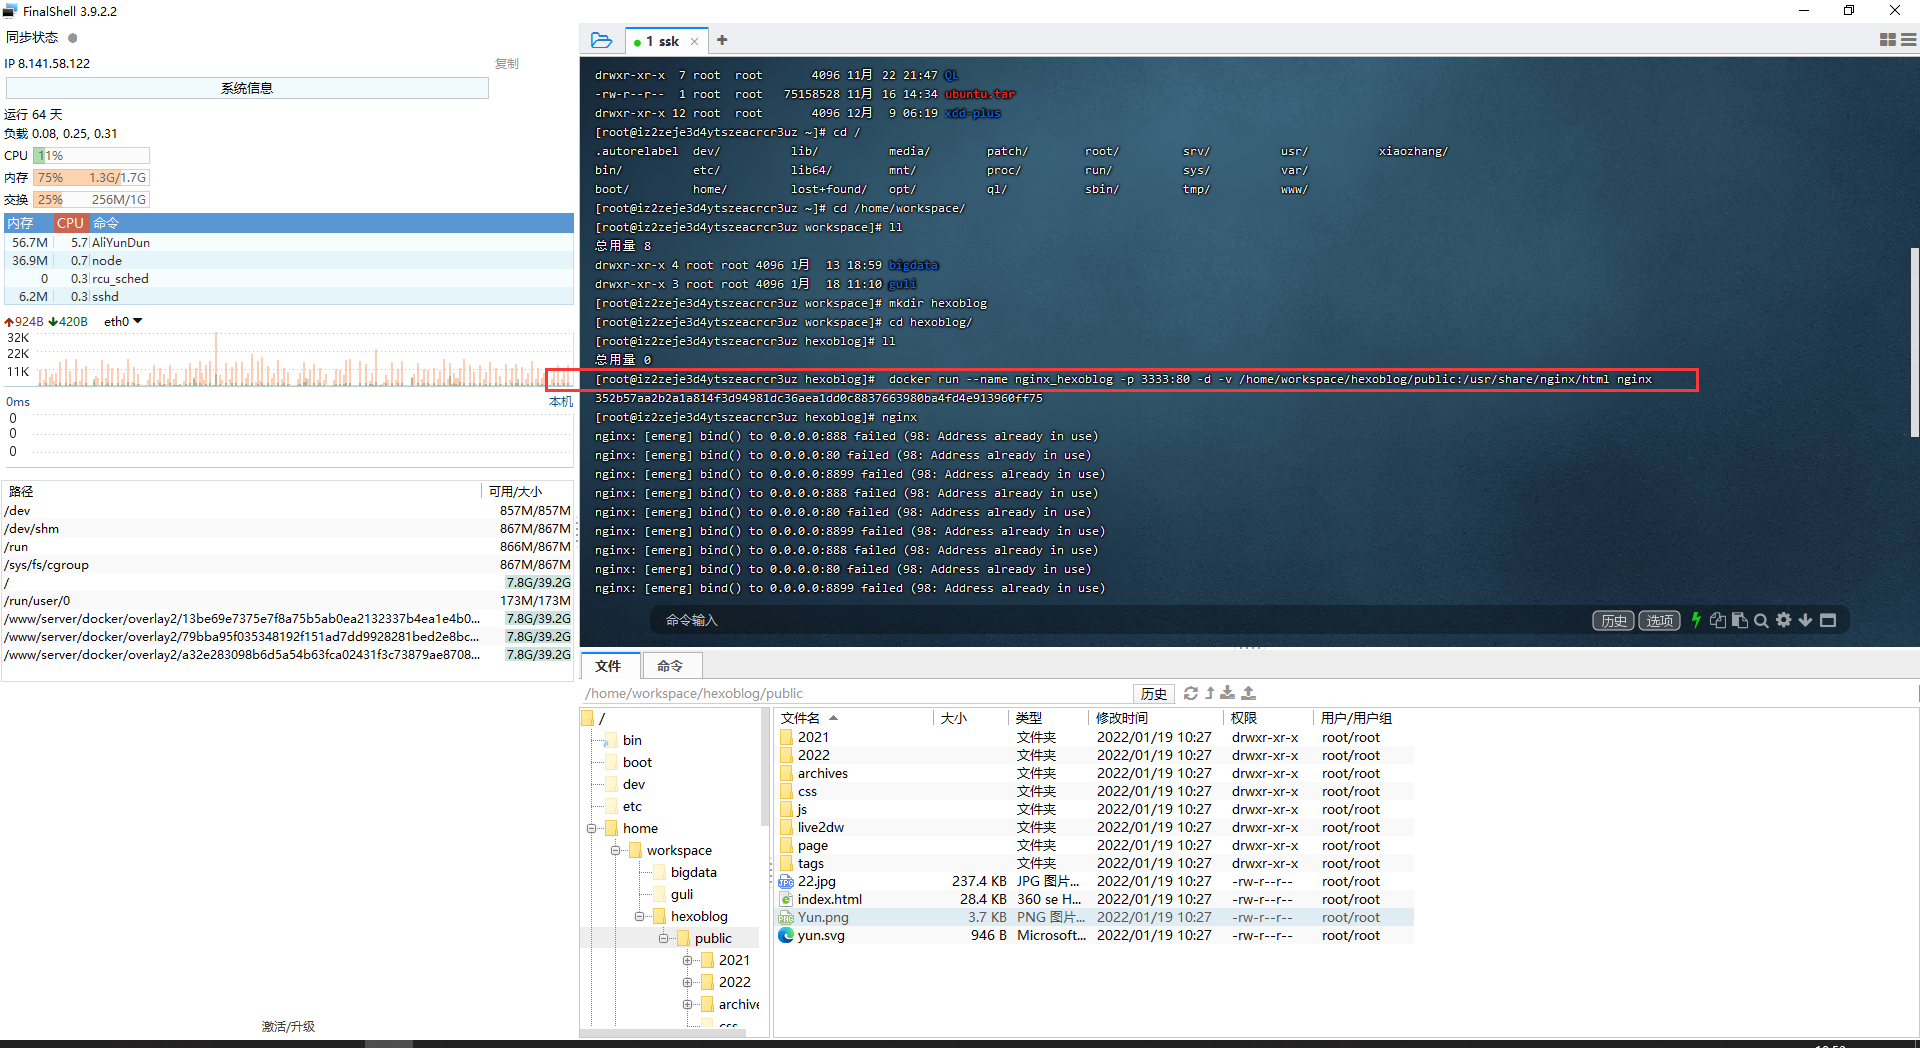 FinalShell 3.9.2.2
同步状态
IP 8.141.58.122
复制
系统信息
运行 64 天
负载 0.08, 0.25, 0.31
CPU 11%
内存 75% 1.3G/1.7G
交换 25% 256M/1G
内存 CPU 命令
56.7M 5.7 AliYunDun
36.9M 0.7 node
0 0.3 rcu_sched
6.2M 0.3 sshd
924B 420B eth0
32K
22K
11K
0ms 本机
0
0
0
路径 可用/大小
/dev 857M/857M
/dev/shm 867M/867M
/run 866M/867M
/sys/fs/cgroup 867M/867M
/ 7.8G/39.2G
/run/user/0 173M/173M
/www/server/docker/overlay2/13be69e7375e7f8a75b5ab0ea2132337b4ea1e4b0... 7.8G/39.2G
/www/server/docker/overlay2/79bba95f035348192f151ad7dd9928281bed2e8bc... 7.8G/39.2G
/www/server/docker/overlay2/a32e283098b6d5a54b63fca02431f3c73879ae8708... 7.8G/39.2G
激活/升级
1 ssk
drwxr-xr-x 7 root root 4096 11月 22 21:47 QL
-rw-r--r-- 1 root root 75158528 11月 16 14:34 ubuntu.tar
drwxr-xr-x 12 root root 4096 12月 9 06:19 xdd-plus
[root@iz2zeje3d4ytszeacrcr3uz ~]# cd /
.autorelabel dev/ lib/ media/ patch/ root/ srv/ usr/ xiaozhang/
bin/ etc/ lib64/ mnt/ proc/ run/ sys/ var/
boot/ home/ lost+found/ opt/ ql/ sbin/ tmp/ www/
[root@iz2zeje3d4ytszeacrcr3uz ~]# cd /home/workspace/
[root@iz2zeje3d4ytszeacrcr3uz workspace]# ll
总用量 8
drwxr-xr-x 4 root root 4096 1月 13 18:59 bigdata
drwxr-xr-x 3 root root 4096 1月 18 11:10 guli
[root@iz2zeje3d4ytszeacrcr3uz workspace]# mkdir hexoblog
[root@iz2zeje3d4ytszeacrcr3uz workspace]# cd hexoblog/
[root@iz2zeje3d4ytszeacrcr3uz hexoblog]# ll
总用量 0
[root@iz2zeje3d4ytszeacrcr3uz hexoblog]# docker run --name nginx_hexoblog -p 3333:80 -d -v /home/workspace/hexoblog/public:/usr/share/nginx/html nginx
352b57aa2b2a1a814f3d94981dc36aea1dd0c8837663980ba4fd4e913960ff75
[root@iz2zeje3d4ytszeacrcr3uz hexoblog]# nginx
nginx: [emerg] bind() to 0.0.0.0:888 failed (98: Address already in use)
nginx: [emerg] bind() to 0.0.0.0:80 failed (98: Address already in use)
nginx: [emerg] bind() to 0.0.0.0:8899 failed (98: Address already in use)
nginx: [emerg] bind() to 0.0.0.0:888 failed (98: Address already in use)
nginx: [emerg] bind() to 0.0.0.0:80 failed (98: Address already in use)
nginx: [emerg] bind() to 0.0.0.0:8899 failed (98: Address already in use)
nginx: [emerg] bind() to 0.0.0.0:888 failed (98: Address already in use)
nginx: [emerg] bind() to 0.0.0.0:80 failed (98: Address already in use)
nginx: [emerg] bind() to 0.0.0.0:8899 failed (98: Address already in use)
命令输入 历史 选项
文件 命令
/home/workspace/hexoblog/public 历史
/
bin
boot
dev
etc
home
workspace
bigdata
guli
hexoblog
public
2021
2022
archive
css
文件名 大小 类型 修改时间 权限 用户/用户组
2021 文件夹 2022/01/19 10:27 drwxr-xr-x root/root
2022 文件夹 2022/01/19 10:27 drwxr-xr-x root/root
archives 文件夹 2022/01/19 10:27 drwxr-xr-x root/root
css 文件夹 2022/01/19 10:27 drwxr-xr-x root/root
js 文件夹 2022/01/19 10:27 drwxr-xr-x root/root
live2dw 文件夹 2022/01/19 10:27 drwxr-xr-x root/root
page 文件夹 2022/01/19 10:27 drwxr-xr-x root/root
tags 文件夹 2022/01/19 10:27 drwxr-xr-x root/root
22.jpg 237.4 KB JPG 图片... 2022/01/19 10:27 -rw-r--r-- root/root
index.html 28.4 KB 360 se H... 2022/01/19 10:27 -rw-r--r-- root/root
Yun.png 3.7 KB PNG 图片... 2022/01/19 10:27 -rw-r--r-- root/root
yun.svg 946 B Microsoft... 2022/01/19 10:27 -rw-r--r-- root/root